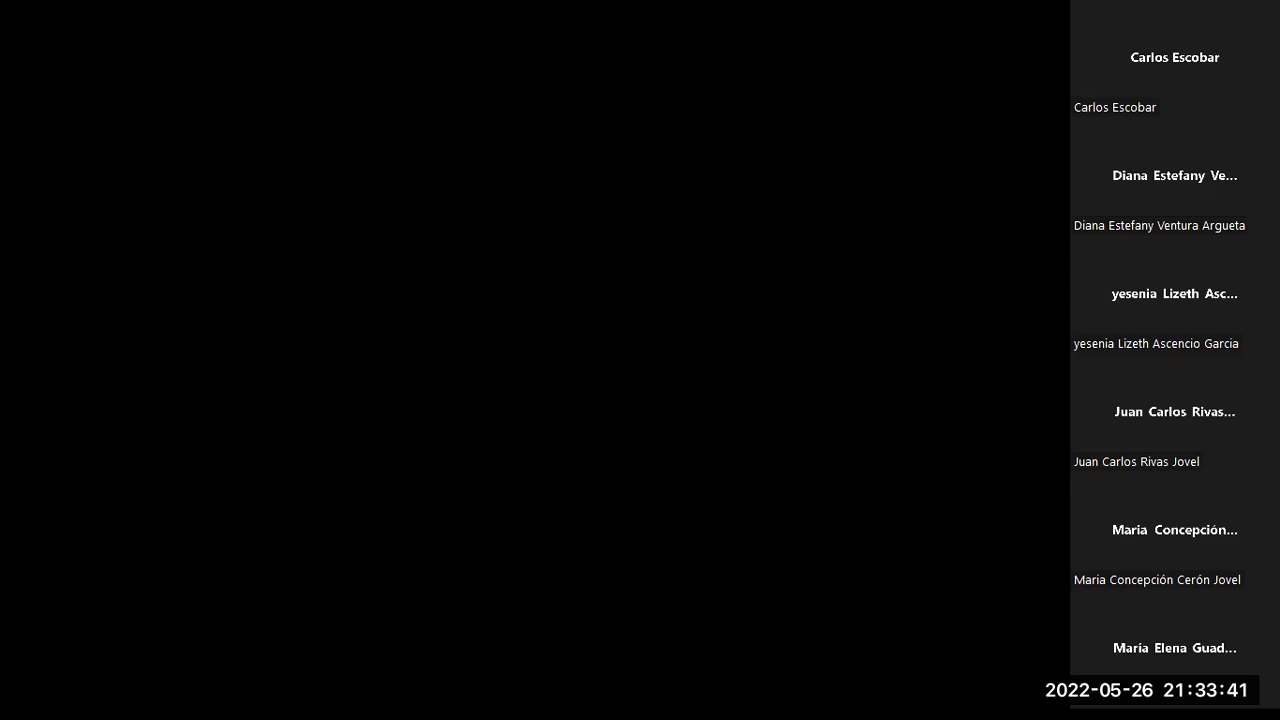 Carlos Escobar
Carlos Escobar
Diana Estefany Ve...
Diana Estefany Ventura Argueta
yesenia Lizeth Asc...
yesenia Lizeth Ascencio Garcia
Juan Carlos Rivas...
Juan Carlos Rivas Jovel
Maria Concepción...
Maria Concepción Cerón Jovel
María Elena Guad...
2022-05-26 21:33:41